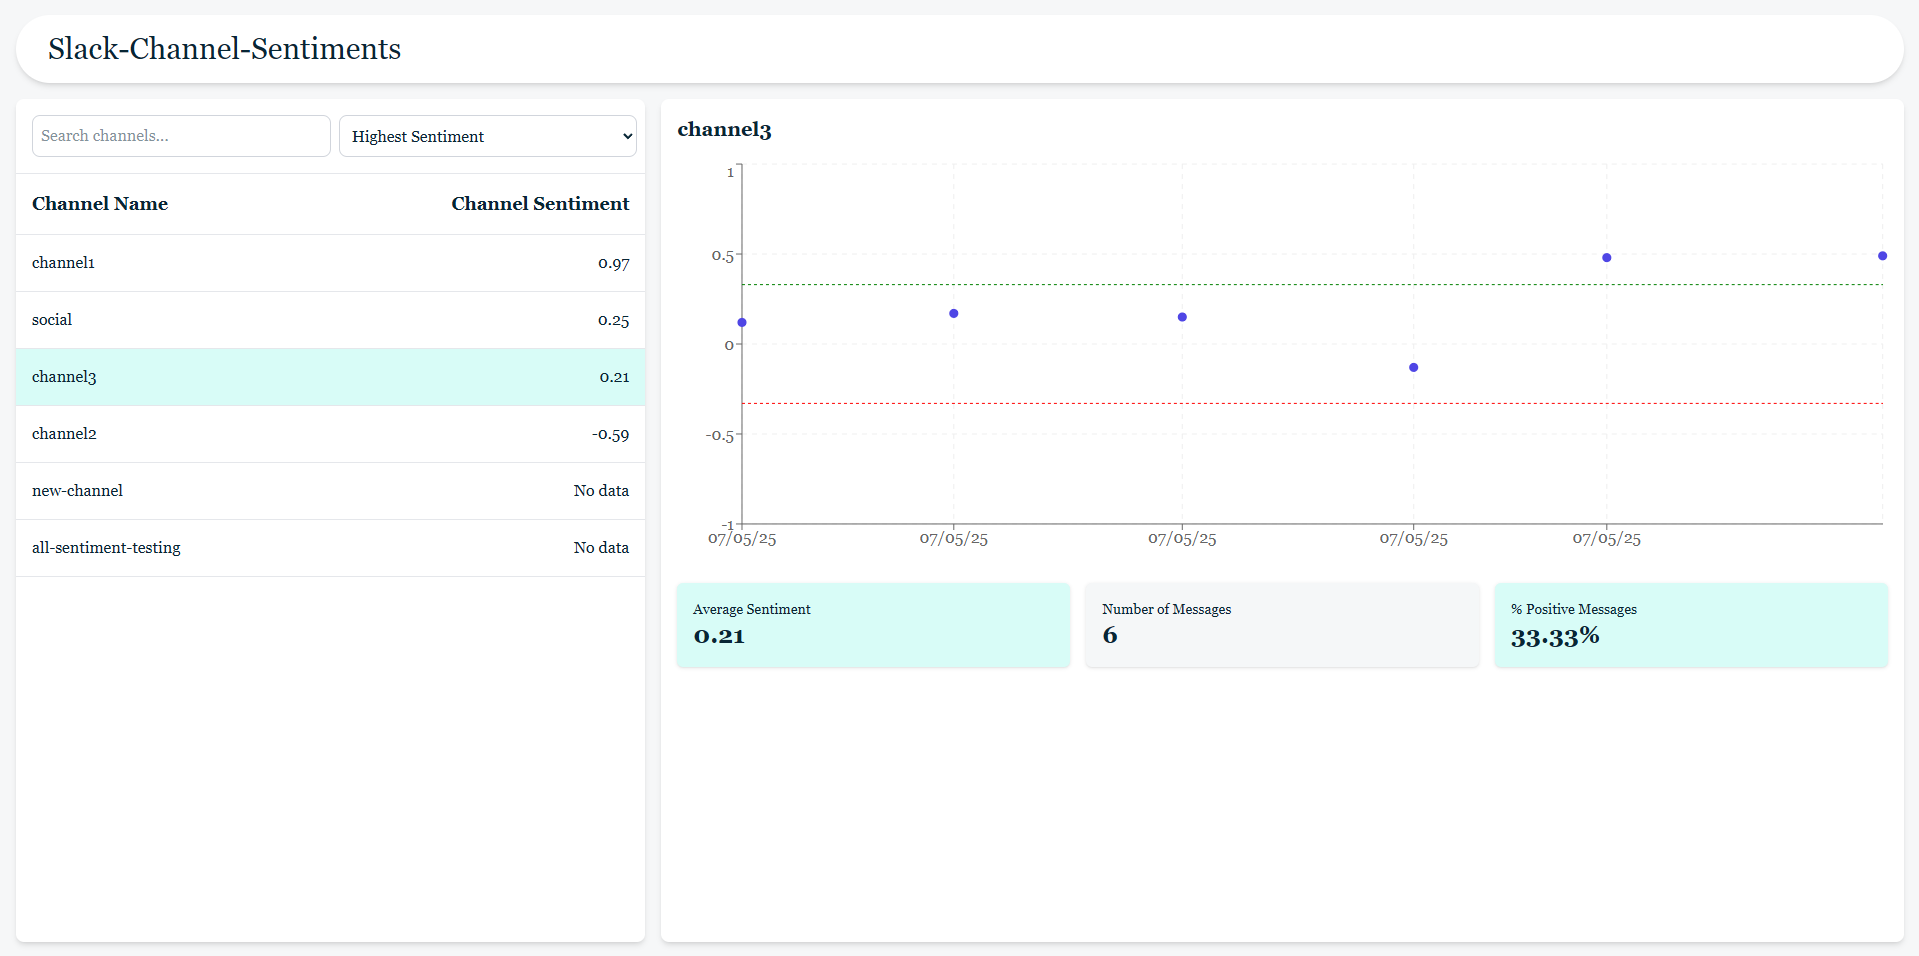 Slack-Channel-Sentiments
Search channels...
Highest Sentiment
Channel Name Channel Sentiment
channel1 0.97
social 0.25
channel3 0.21
channel2 -0.59
new-channel No data
all-sentiment-testing No data
channel3
1
0.5
0
-0.5
-1
07/05/25 07/05/25 07/05/25 07/05/25 07/05/25
Average Sentiment
0.21
Number of Messages
6
% Positive Messages
33.33%